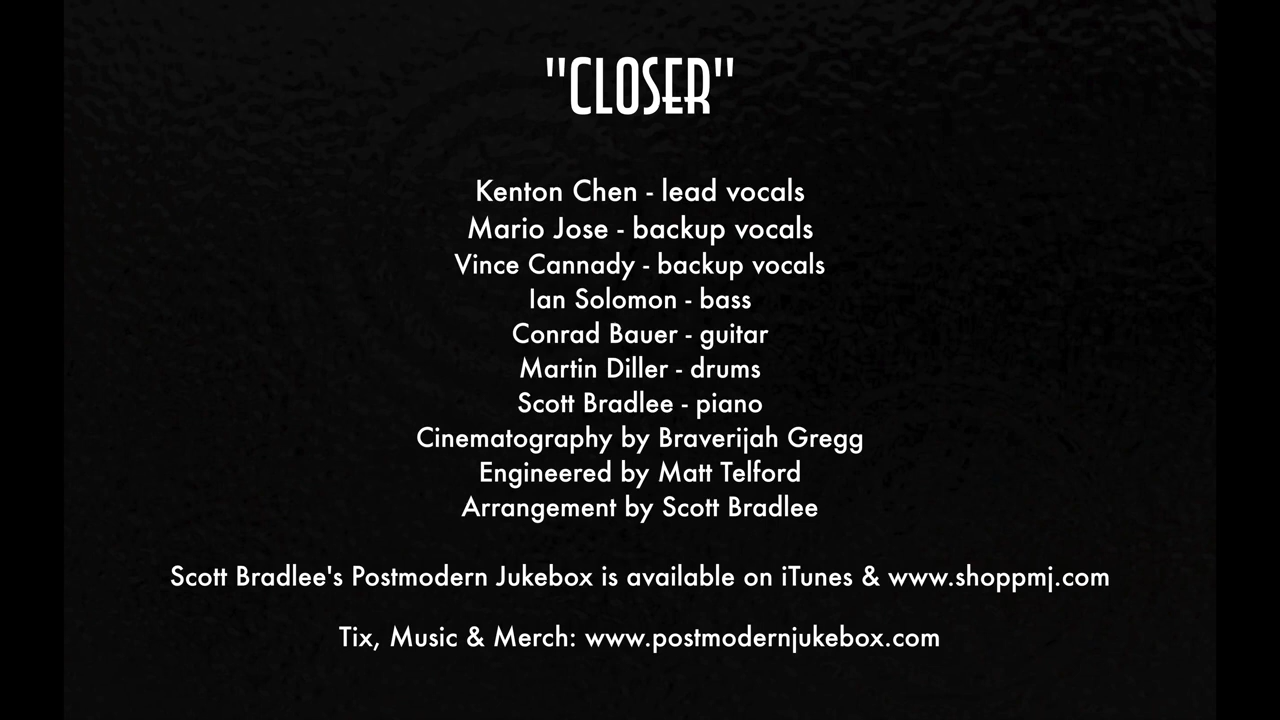 "CLOSER"
Kenton Chen - lead vocals
Mario Jose - backup vocals
Vince Cannady - backup vocals
Ian Solomon - bass
Conrad Bauer - guitar
Martin Diller - drums
Scott Bradlee - piano
Cinematography by Braverijah Gregg
Engineered by Matt Telford
Arrangement by Scott Bradlee
Scott Bradlee's Postmodern Jukebox is available on iTunes & www.shoppmj.com
Tix, Music & Merch: www.postmodernjukebox.com